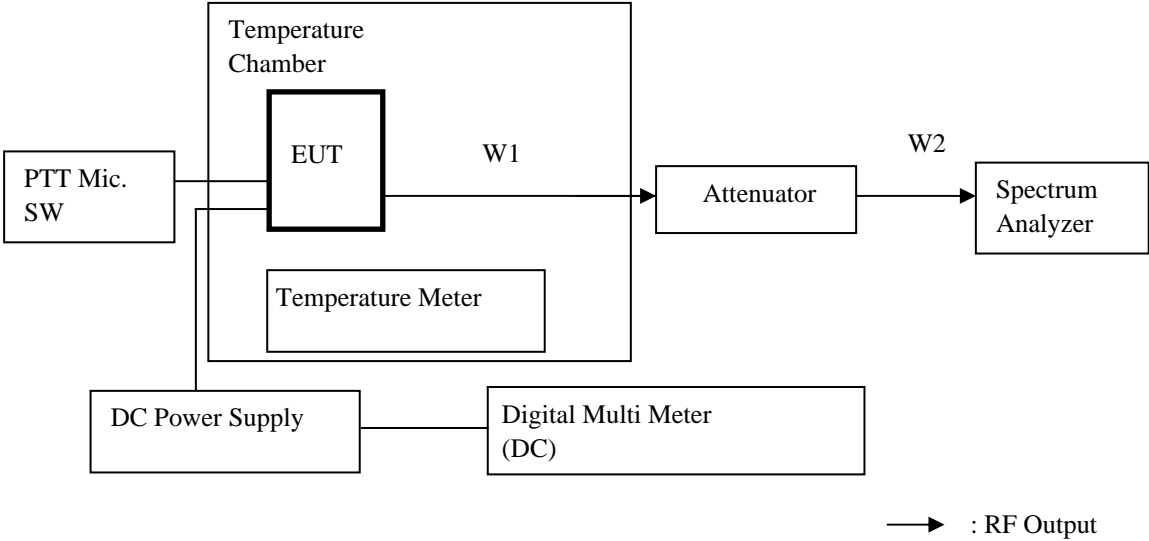 Temperature
Chamber
EUT
W1
W2
PTT Mic.
SW
Attenuator
Spectrum
Analyzer
Temperature Meter
DC Power Supply
Digital Multi Meter
(DC)
: RF Output